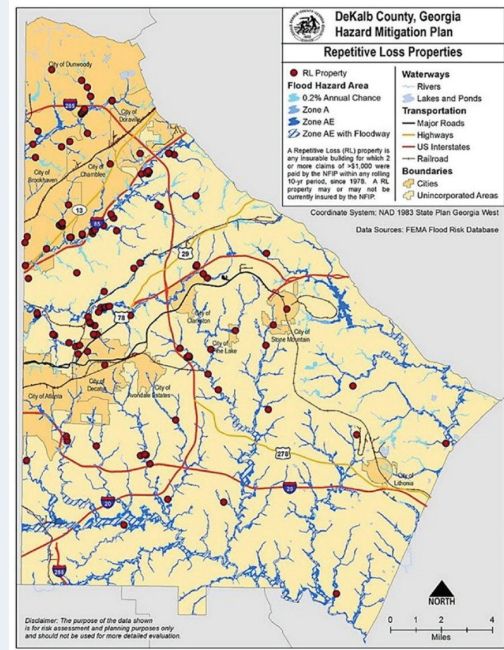 DeKalb County, Georgia
Hazard Mitigation Plan
Repetitive Loss Properties
RL Property
Flood Hazard Area
0.2% Annual Chance
Zone A
Zone AE
Zone AE with Floodway
A Repetitive Loss (RL) property is
any insurable building for which 2
or more claims of >$1,000 were
paid by the NFIP within any rolling
10-yr period, since 1978. A RL
property may or may not be
currently insured by the NFIP.
Waterways
Rivers
Lakes and Ponds
Transportation
Major Roads
Highways
US Interstates
Railroad
Boundaries
Cities
Unincorporated Areas
Coordinate System: NAD 1983 State Plan Georgia West
Data Sources: FEMA Flood Risk Database
City of Dunwoody
285
City of
Doraville
City of
Brookhaven
City of
Chamblee
13
85
29
78
City of
Clarkston
City of
Stone Mountain
City of
Pine Lake
City of
Decatur
City of
Avondale Estates
City of Atlanta
278
City of
Lithonia
20
20
285
NORTH
0 1 2 4
Miles
Disclaimer: The purpose of the data shown
is for risk assessment and planning purposes only
and should not be used for more detailed evaluation.